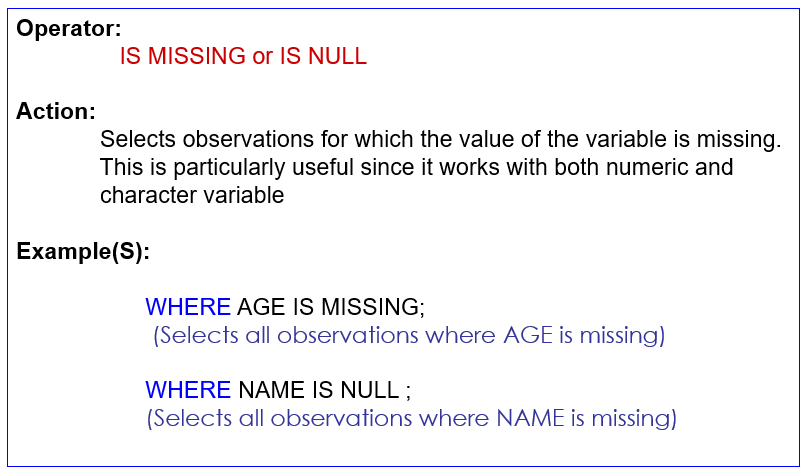 Operator:
IS MISSING or IS NULL
Action:
Selects observations for which the value of the variable is missing.
This is particularly useful since it works with both numeric and
character variable
Example(S):
WHERE AGE IS MISSING;
(Selects all observations where AGE is missing)
WHERE NAME IS NULL ;
(Selects all observations where NAME is missing)